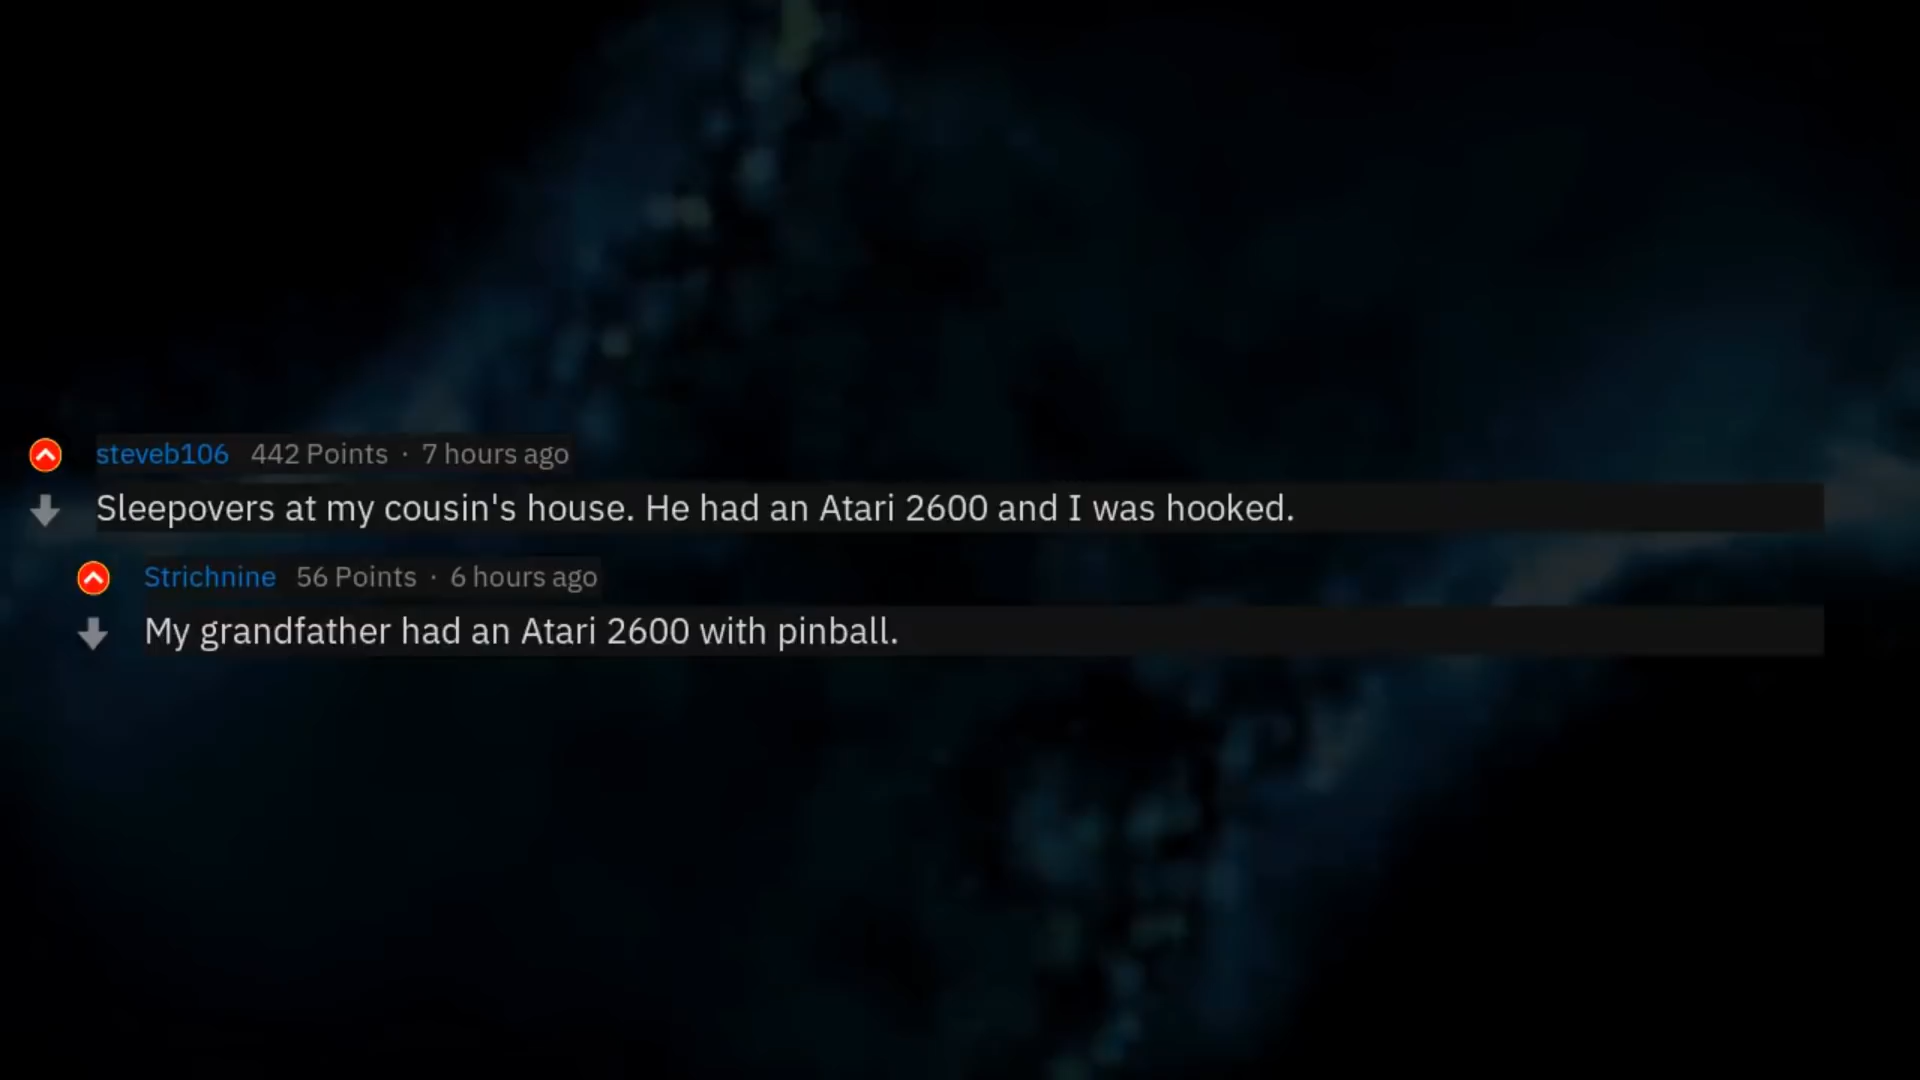 steveb106 442 Points · 7 hours ago
Sleepovers at my cousin's house. He had an Atari 2600 and I was hooked.
Strichnine 56 Points · 6 hours ago
My grandfather had an Atari 2600 with pinball.